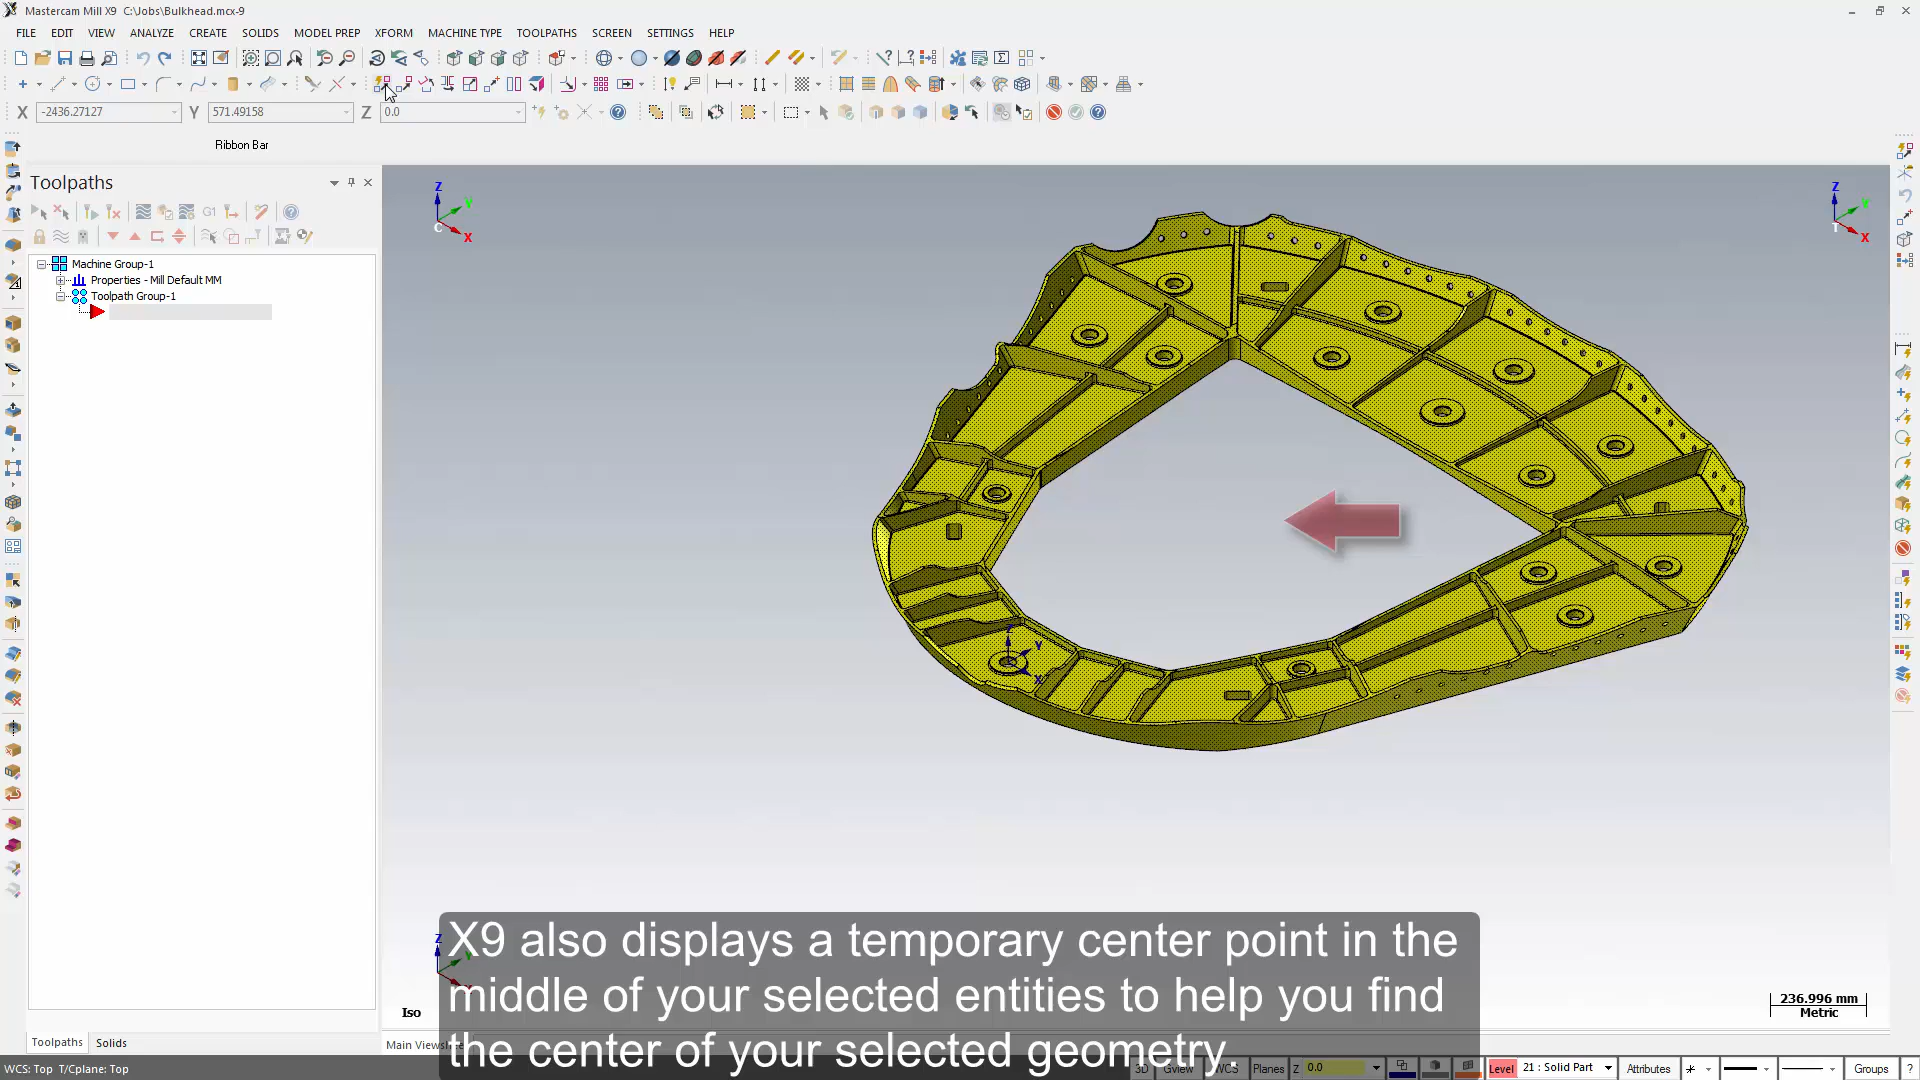 Mastercam Mill X9  C:\Jobs\Bulkhead.mcx-9
FILE EDIT VIEW ANALYZE CREATE SOLIDS MODEL PREP XFORM MACHINE TYPE TOOLPATHS SCREEN SETTINGS HELP
X -2436.27127 Y 571.49158 Z 0.0
Ribbon Bar
Toolpaths
G1
Machine Group-1
Properties - Mill Default MM
Toolpath Group-1
Z
Y
X
C
Z
Y
X
T
Z
Y
X
Z
X9 also displays a temporary center point in the
middle of your selected entities to help you find
the center of your selected geometry.
Iso
236.996 mm
Metric
Toolpaths Solids
Main Viewshe
WCS: Top  T/Cplane: Top
3D Gview WCS Planes Z 0.0 Level 21 : Solid Part Attributes Groups ?